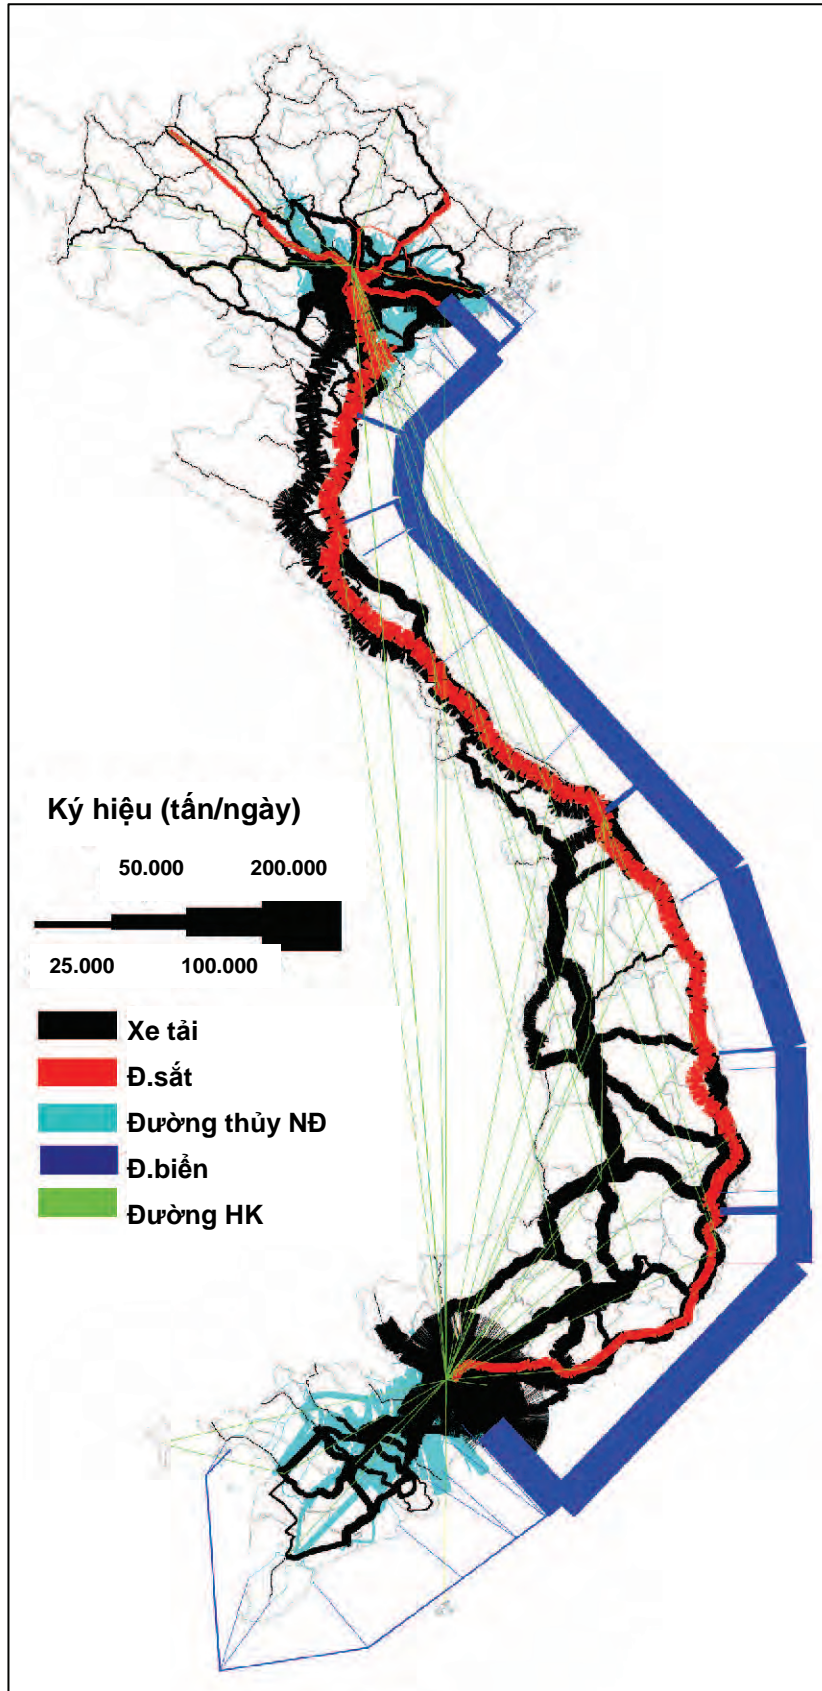 Ký hiệu (tấn/ngày)
50.000 200.000
25.000 100.000
Xe tải
Đ.sắt
Đường thủy NĐ
Đ.biển
Đường HK